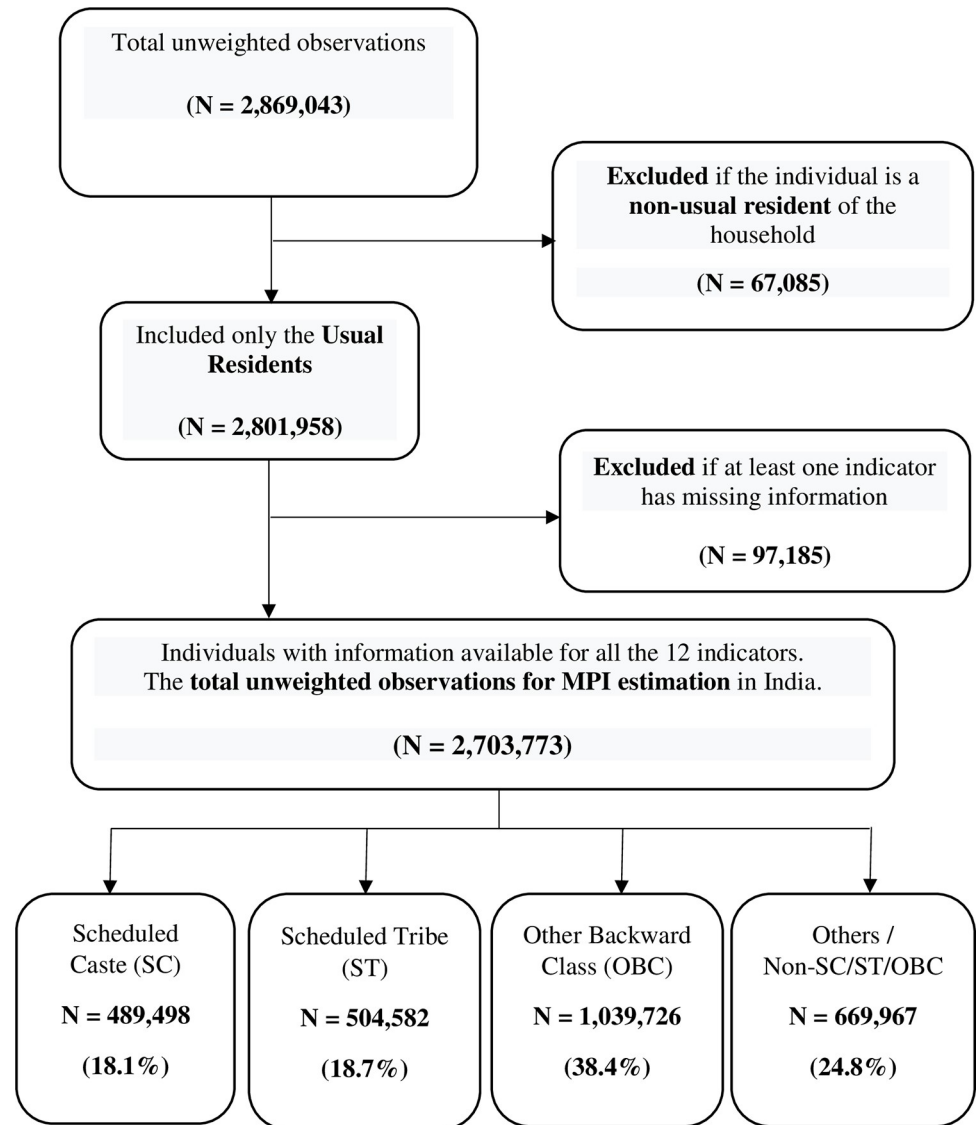 Total unweighted observations
(N = 2,869,043)
Excluded if the individual is a
non-usual resident of the
household
(N = 67,085)
Included only the Usual
Residents
(N = 2,801,958)
Excluded if at least one indicator
has missing information
(N = 97,185)
Individuals with information available for all the 12 indicators.
The total unweighted observations for MPI estimation in India.
(N = 2,703,773)
Scheduled
Caste (SC)
N = 489,498
(18.1%)
Scheduled Tribe
(ST)
N = 504,582
(18.7%)
Other Backward
Class (OBC)
N = 1,039,726
(38.4%)
Others /
Non-SC/ST/OBC
N = 669,967
(24.8%)